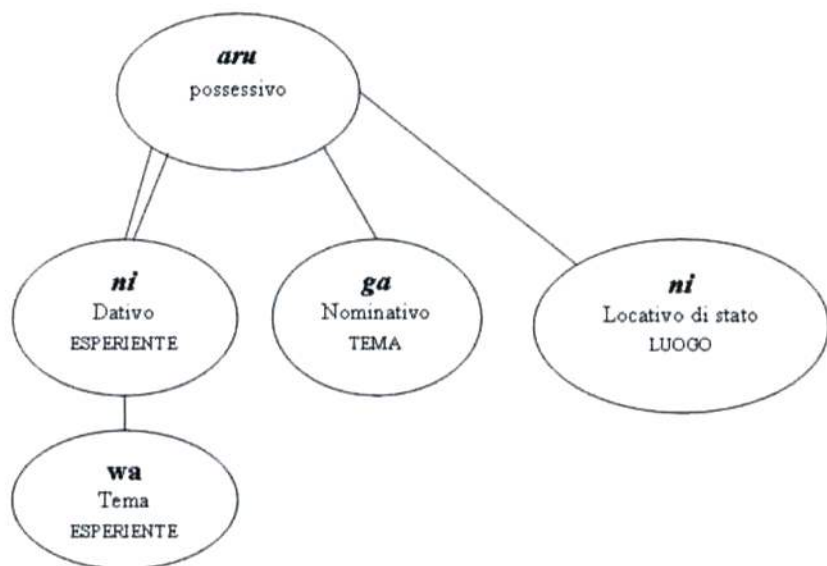 aru
possessivo
ni
Dativo
ESPERIENTE
ga
Nominativo
TEMA
ni
Locativo di stato
LUOGO
wa
Tema
ESPERIENTE